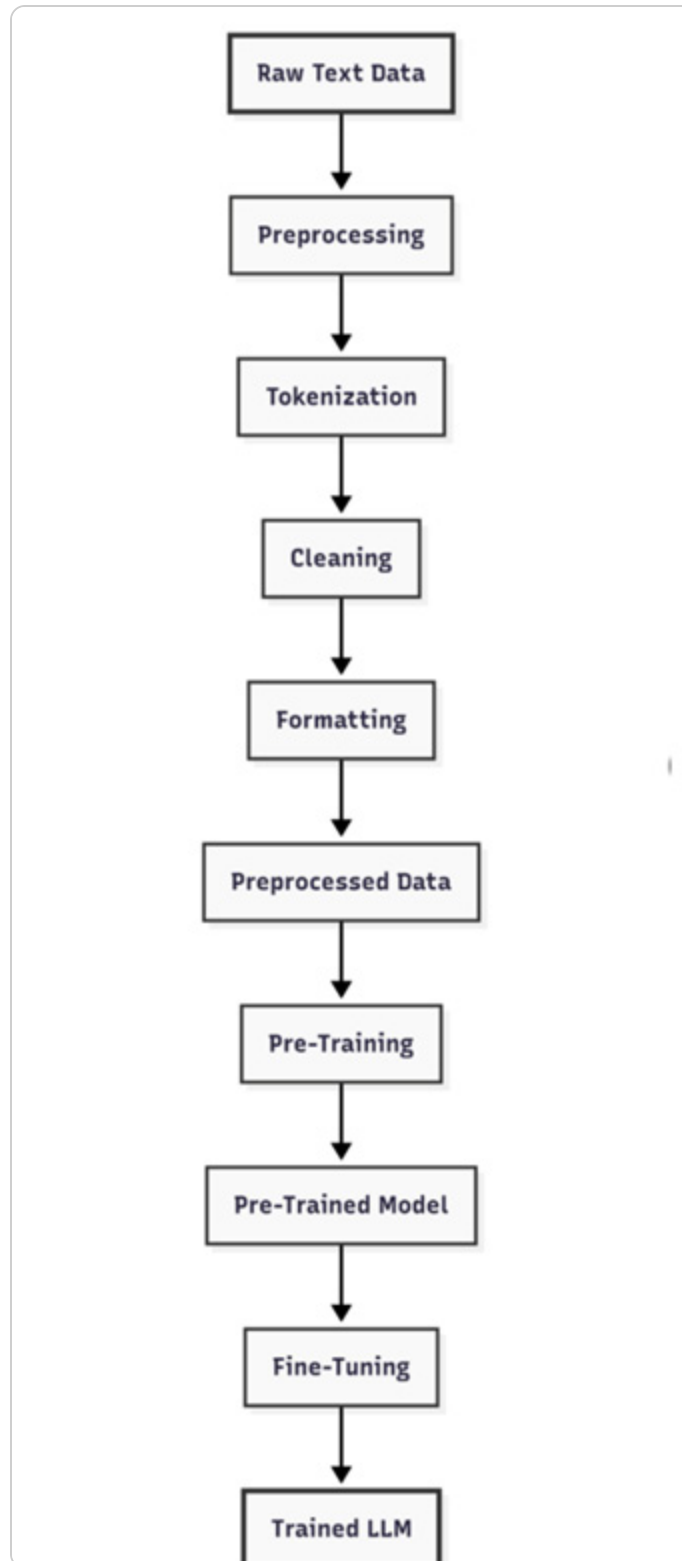 Raw Text Data
Preprocessing
Tokenization
Cleaning
Formatting
Preprocessed Data
Pre-Training
Pre-Trained Model
Fine-Tuning
Trained LLM